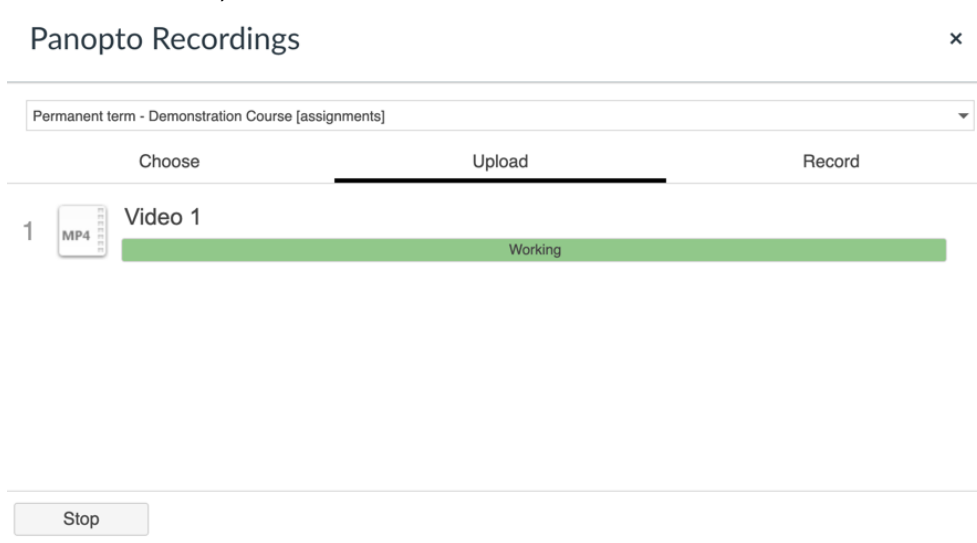 Panopto Recordings ×
Permanent term - Demonstration Course [assignments]
Choose Upload Record
1 MP4 Video 1
Working
Stop